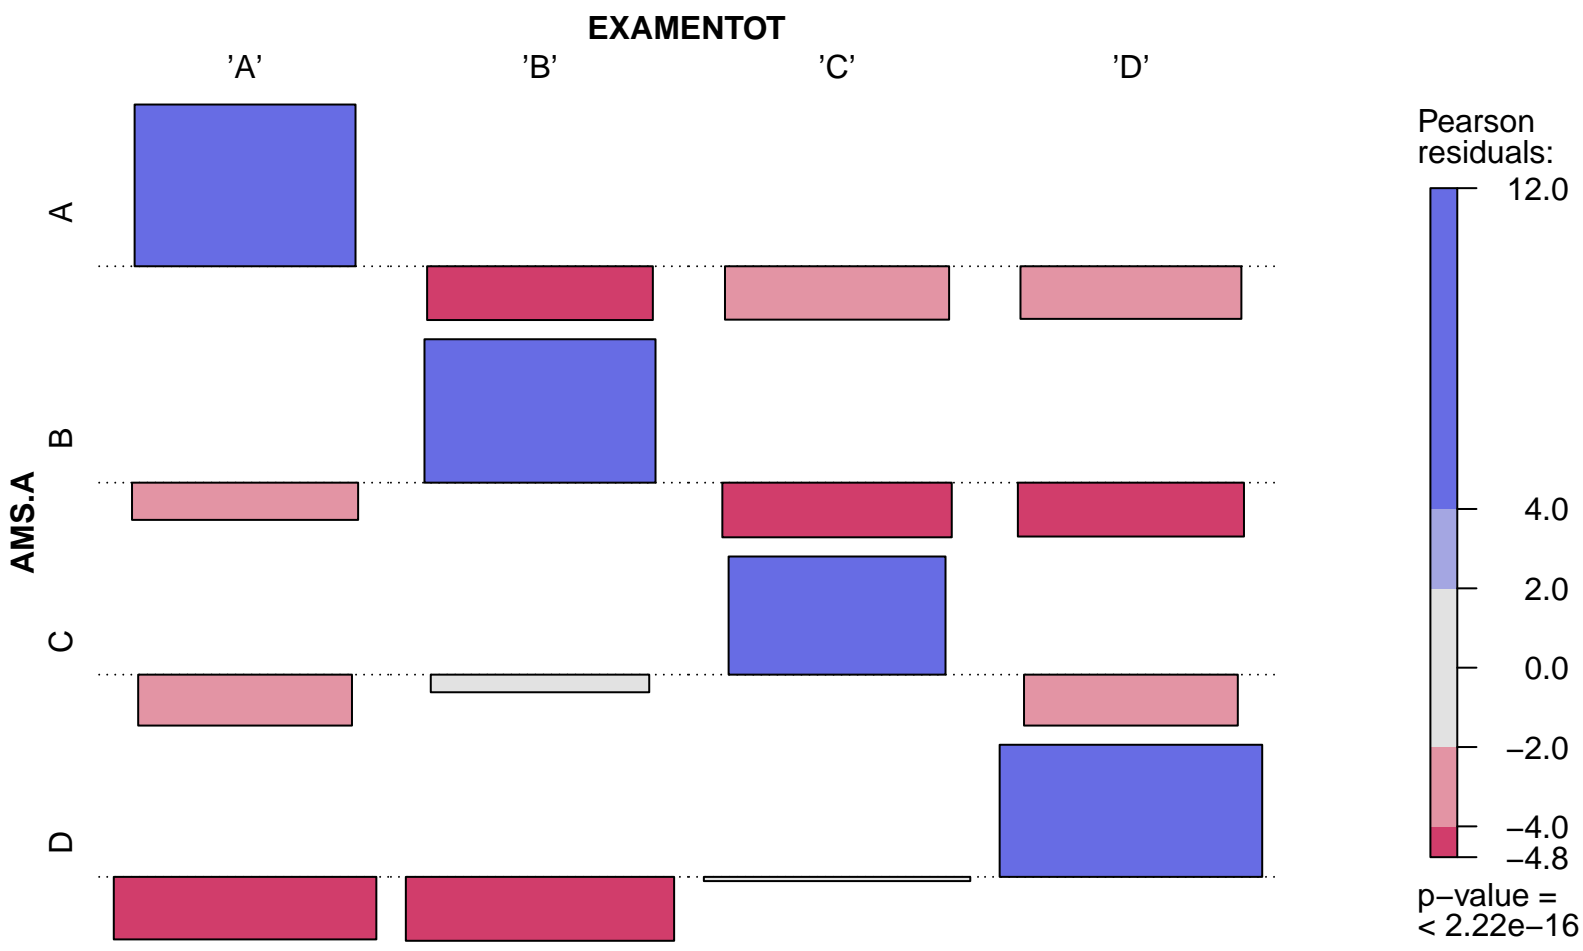 EXAMENTOT
’A’ ’B’ ’C’ ’D’
AMS.A
A
B
C
D
Pearson
residuals:
12.0
4.0
2.0
0.0
−2.0
−4.0
−4.8
p−value =
< 2.22e−16